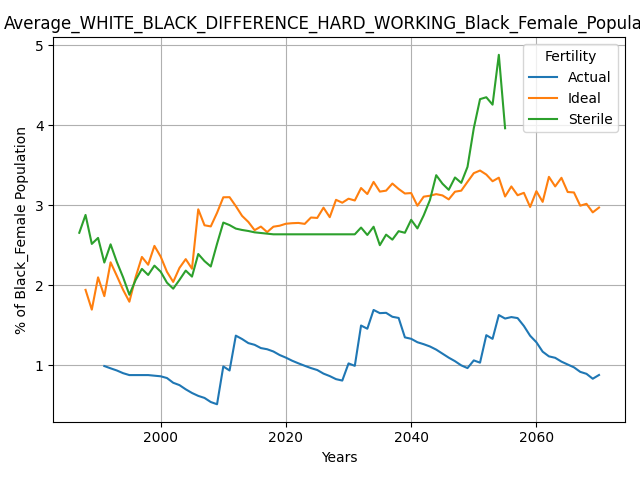 Average_WHITE_BLACK_DIFFERENCE_HARD_WORKING_Black_Female_Popula
5
Fertility
Actual
Ideal
Sterile
4
3
2
1
% of Black_Female Population
2000 2020 2040 2060
Years